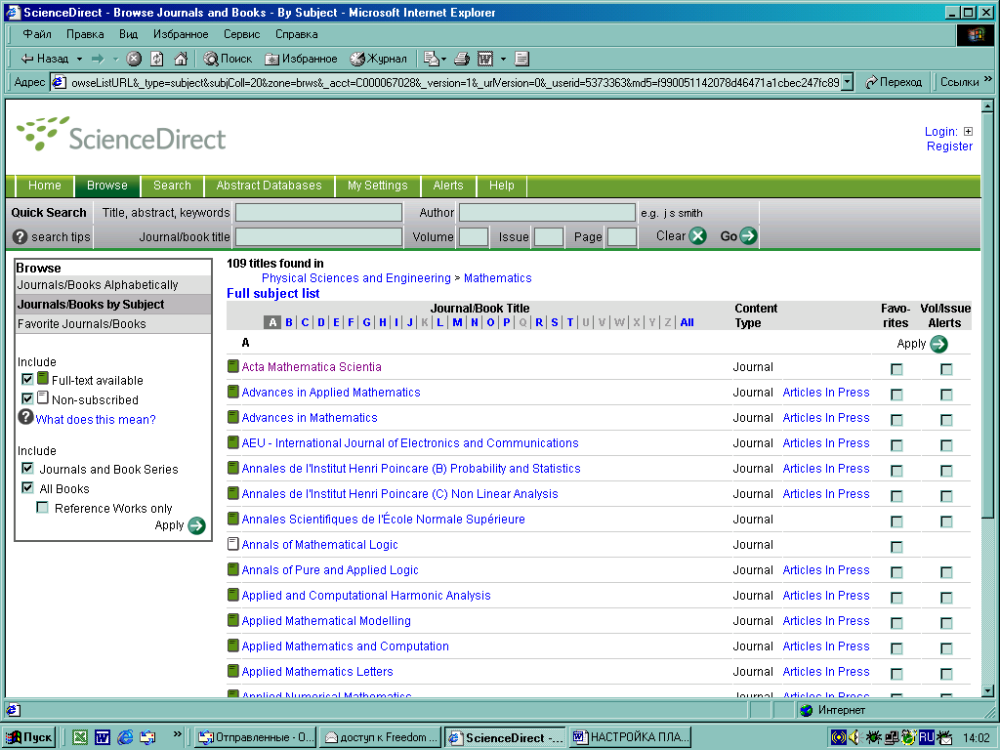 ScienceDirect - Browse Journals and Books - By Subject - Microsoft Internet Explorer
Файл Правка Вид Избранное Сервис Справка
Назад Поиск Избранное Журнал
Адрес owseListURL&_type=subject&subjColl=20&zone=brws&_acct=C000067028&_version=1&_urlVersion=0&_userid=5373363&md5=f990051142078d46471a1cbec247fc89 Переход Ссылки »
ScienceDirect
Login:
Register
Home Browse Search Abstract Databases My Settings Alerts Help
Quick Search Title, abstract, keywords Author e.g. j s smith
? search tips Journal/book title Volume Issue Page Clear Go
Browse
Journals/Books Alphabetically
Journals/Books by Subject
Favorite Journals/Books
Include
Full-text available
Non-subscribed
? What does this mean?
Include
Journals and Book Series
All Books
Reference Works only
Apply
109 titles found in
Physical Sciences and Engineering > Mathematics
Full subject list
Journal/Book Title Content Type Favo-rites Vol/Issue Alerts
A B C D E F G H I J K L M N O P Q R S T U V W X Y Z All
A Apply
Acta Mathematica Scientia Journal
Advances in Applied Mathematics Journal Articles In Press
Advances in Mathematics Journal Articles In Press
AEU - International Journal of Electronics and Communications Journal Articles In Press
Annales de l'Institut Henri Poincare (B) Probability and Statistics Journal Articles In Press
Annales de l'Institut Henri Poincare (C) Non Linear Analysis Journal Articles In Press
Annales Scientifiques de l'École Normale Supérieure Journal
Annals of Mathematical Logic Journal
Annals of Pure and Applied Logic Journal Articles In Press
Applied and Computational Harmonic Analysis Journal Articles In Press
Applied Mathematical Modelling Journal Articles In Press
Applied Mathematics and Computation Journal Articles In Press
Applied Mathematics Letters Journal Articles In Press
Applied Numerical Mathematics Journal Articles In Press
Интернет
Пуск » Отправленные - О... доступ к Freedom ... ScienceDirect -... НАСТРОЙКА ПЛА... RU 14:02